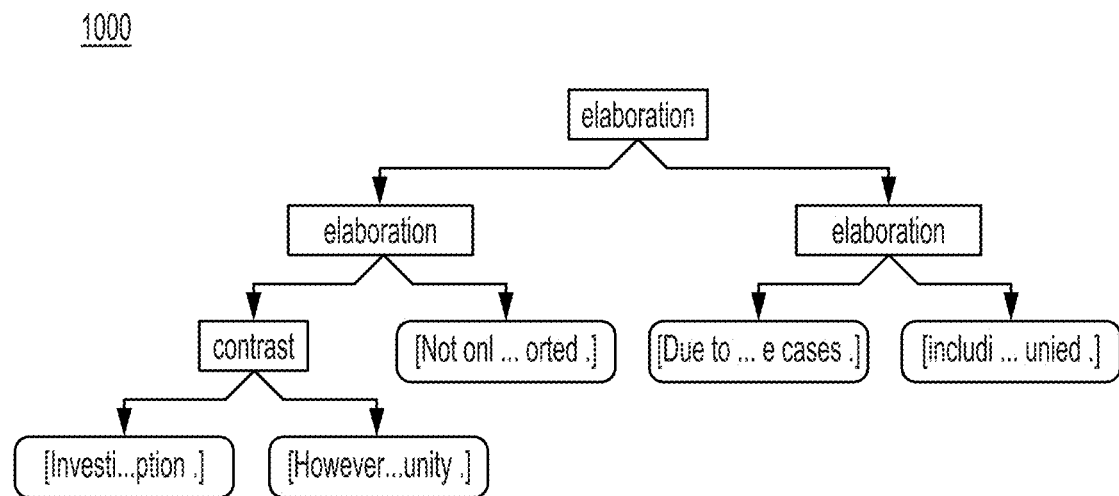 1000
elaboration
elaboration
elaboration
contrast
[Not onl ... orted .]
[Due to ... e cases .]
[includi ... unied .]
[Investi...ption .]
[However...unity .]